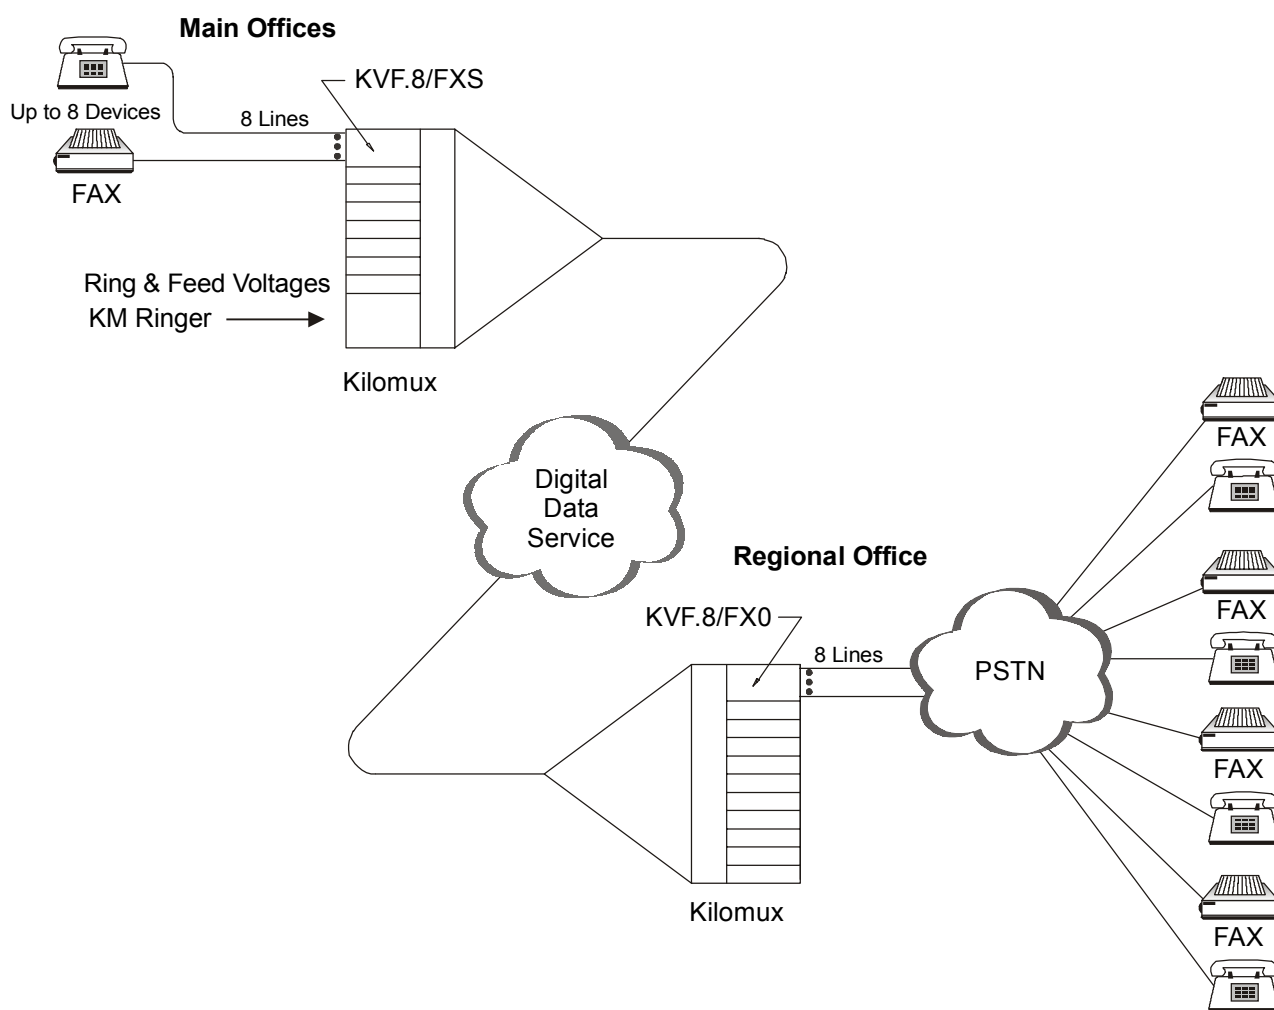 Main Offices
KVF.8/FXS
Up to 8 Devices
8 Lines
FAX
Ring & Feed Voltages
KM Ringer
Kilomux
Digital
Data
Service
Regional Office
KVF.8/FX0
8 Lines
PSTN
Kilomux
FAX
FAX
FAX
FAX